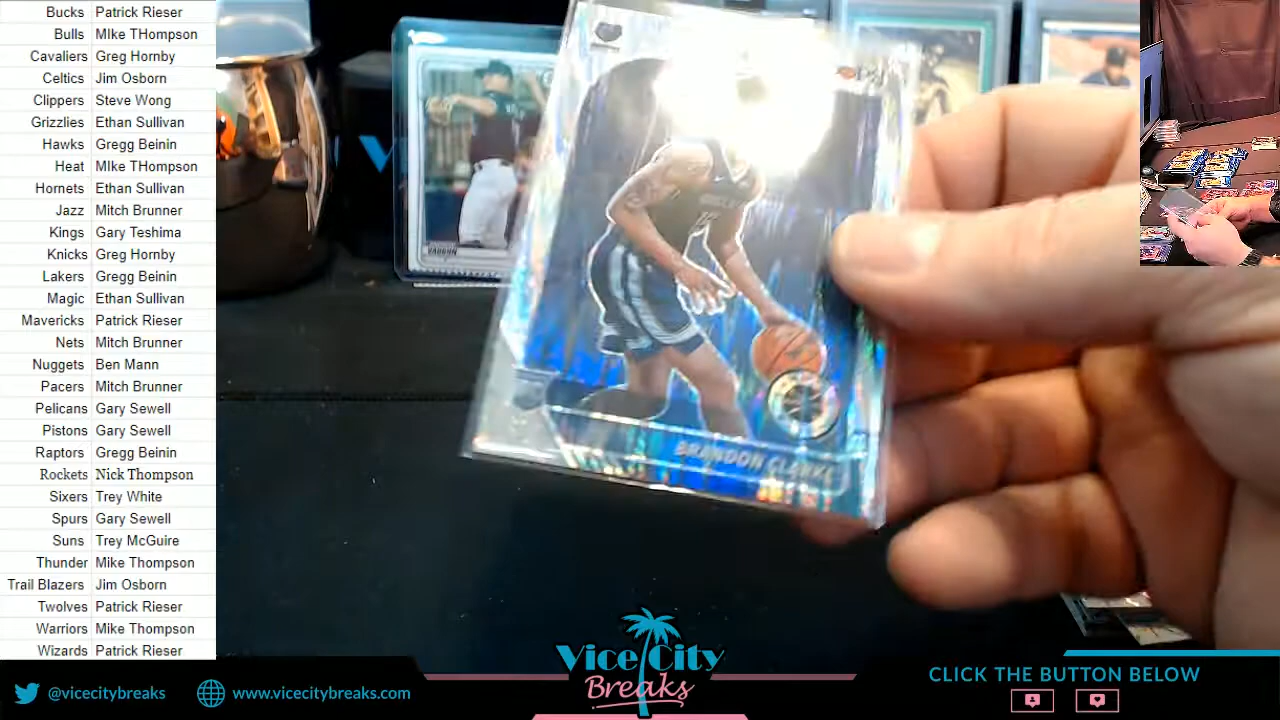 Bucks Patrick Rieser
Bulls MIke THompson
Cavaliers Greg Hornby
Celtics Jim Osborn
Clippers Steve Wong
Grizzlies Ethan Sullivan
Hawks Gregg Beinin
Heat MIke THompson
Hornets Ethan Sullivan
Jazz Mitch Brunner
Kings Gary Teshima
Knicks Greg Hornby
Lakers Gregg Beinin
Magic Ethan Sullivan
Mavericks Patrick Rieser
Nets Mitch Brunner
Nuggets Ben Mann
Pacers Mitch Brunner
Pelicans Gary Sewell
Pistons Gary Sewell
Raptors Gregg Beinin
Rockets Nick Thompson
Sixers Trey White
Spurs Gary Sewell
Suns Trey McGuire
Thunder Mike Thompson
Trail Blazers Jim Osborn
Twolves Patrick Rieser
Warriors Mike Thompson
Wizards Patrick Rieser
VAUGHN
BRANDON CLARKE
@vicecitybreaks
www.vicecitybreaks.com
Vice City
Breaks
CLICK THE BUTTON BELOW